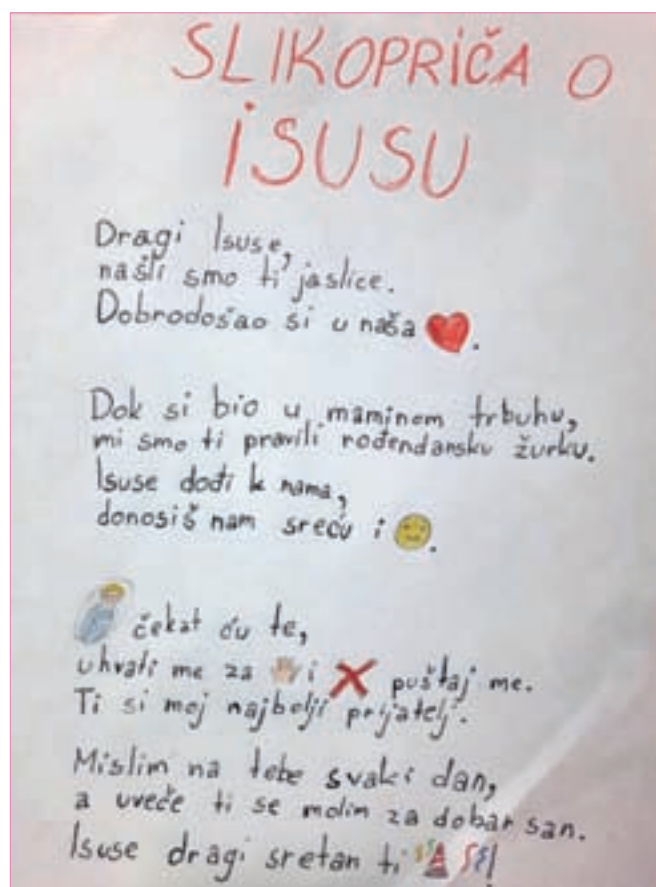 SLIKOPRIČA O
ISUSU
Dragi Isuse,
našli smo ti jaslice.
Dobrodošao si u naša .
Dok si bio u maminom trbuhu,
mi smo ti pravili rođendansku žurku.
Isuse dođi k nama,
donosiš nam sreću i .
čekat ću te,
uhvati me za i puštaj me.
Ti si moj najbolji prijatelj.
Mislim na tebe svaki dan,
a uveče ti se molim za dobar san.
Isuse dragi sretan ti !